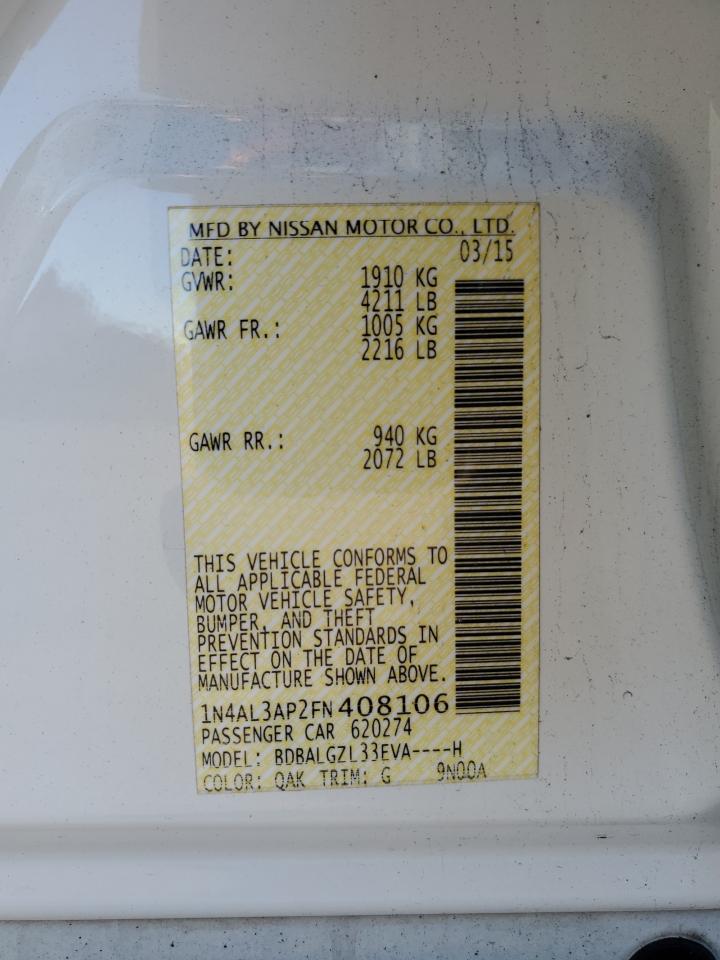 MFD BY NISSAN MOTOR CO., LTD.
DATE: 03/15
GVWR: 1910 KG
4211 LB
GAWR FR.: 1005 KG
2216 LB
GAWR RR.: 940 KG
2072 LB
THIS VEHICLE CONFORMS TO
ALL APPLICABLE FEDERAL
MOTOR VEHICLE SAFETY,
BUMPER, AND THEFT
PREVENTION STANDARDS IN
EFFECT ON THE DATE OF
MANUFACTURE SHOWN ABOVE.
1N4AL3AP2FN408106
PASSENGER CAR 620274
MODEL: BDBALGZL33EVA----H
COLOR: QAK TRIM: G 9N00A